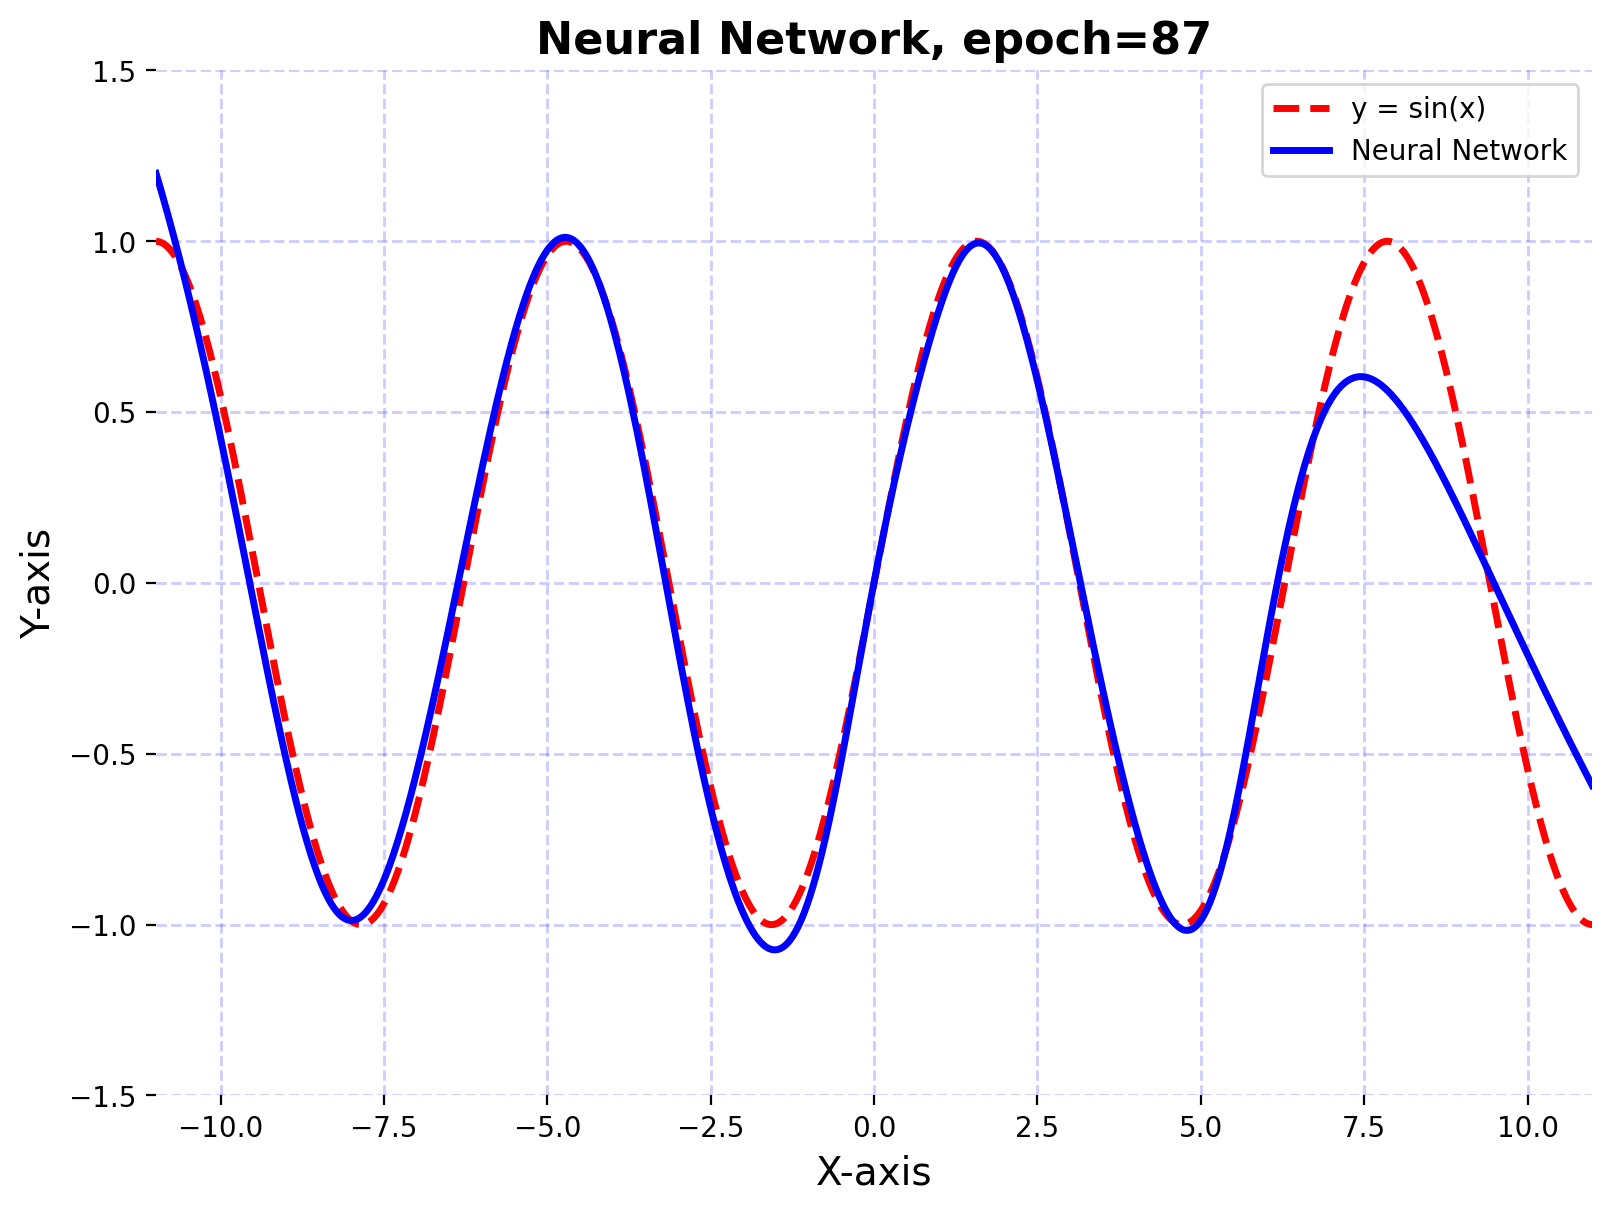 Neural Network, epoch=87
y = sin(x)
Neural Network
Y-axis
1.5
1.0
0.5
0.0
−0.5
−1.0
−1.5
−10.0 −7.5 −5.0 −2.5 0.0 2.5 5.0 7.5 10.0
X-axis